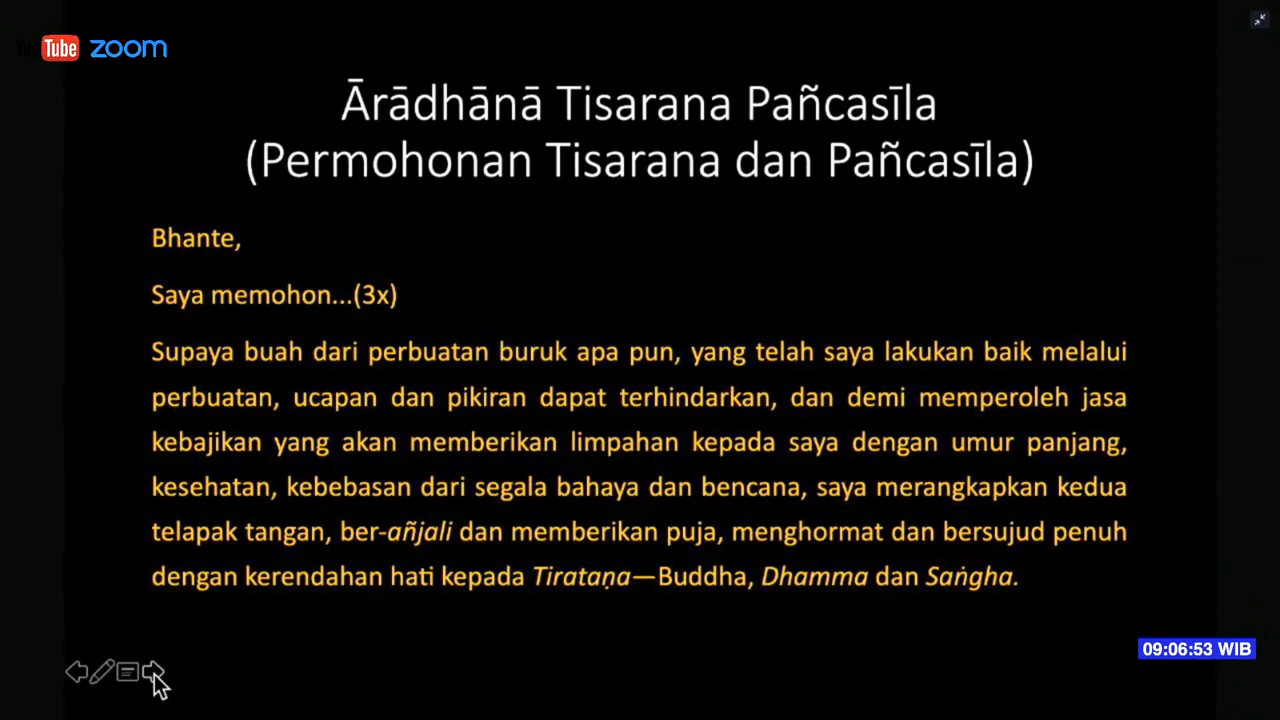 YouTube zoom
Ārādhānā Tisarana Pañcasīla
(Permohonan Tisarana dan Pañcasīla)
Bhante,
Saya memohon...(3x)
Supaya buah dari perbuatan buruk apa pun, yang telah saya lakukan baik melalui
perbuatan, ucapan dan pikiran dapat terhindarkan, dan demi memperoleh jasa
kebajikan yang akan memberikan limpahan kepada saya dengan umur panjang,
kesehatan, kebebasan dari segala bahaya dan bencana, saya merangkapkan kedua
telapak tangan, ber-añjali dan memberikan puja, menghormat dan bersujud penuh
dengan kerendahan hati kepada Tirataṇa—Buddha, Dhamma dan Saṅgha.
09:06:53 WIB